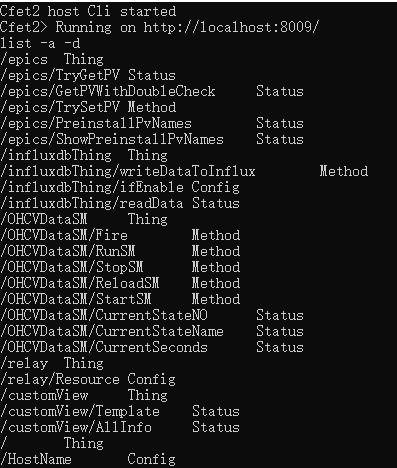 Cfet2 host Cli started
Cfet2> Running on http://localhost:8009/
list -a -d
/epics Thing
/epics/TryGetPV Status
/epics/GetPVWithDoubleCheck Status
/epics/TrySetPV Method
/epics/PreinstallPvNames Status
/epics/ShowPreinstallPvNames Status
/influxdbThing Thing
/influxdbThing/writeDataToInflux Method
/influxdbThing/ifEnable Config
/influxdbThing/readData Status
/OHCVDataSM Thing
/OHCVDataSM/Fire Method
/OHCVDataSM/RunSM Method
/OHCVDataSM/StopSM Method
/OHCVDataSM/ReloadSM Method
/OHCVDataSM/StartSM Method
/OHCVDataSM/CurrentStateNO Status
/OHCVDataSM/CurrentStateName Status
/OHCVDataSM/CurrentSeconds Status
/relay Thing
/relay/Resource Config
/customView Thing
/customView/Template Status
/customView/AllInfo Status
/ Thing
/HostName Config